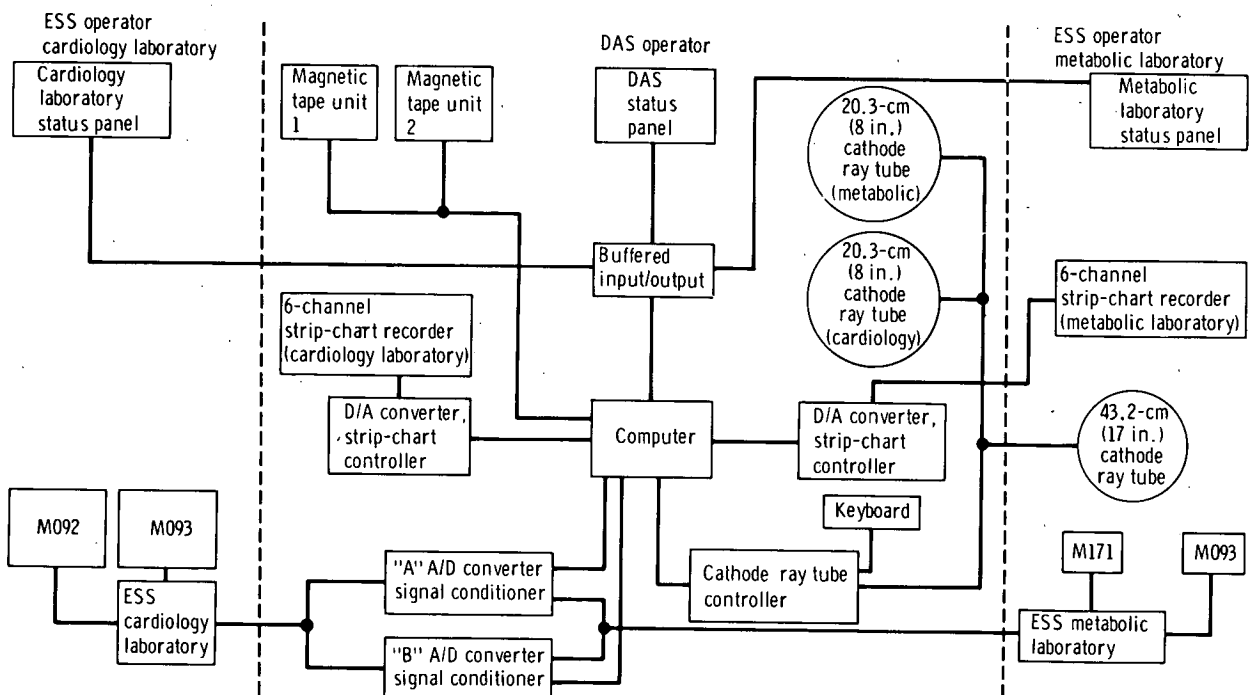 ESS operator
cardiology laboratory
Cardiology
laboratory
status panel
Magnetic
tape unit
1
Magnetic
tape unit
2
DAS operator
DAS
status
panel
20.3-cm
(8 in.)
cathode
ray tube
(metabolic)
ESS operator
metabolic laboratory
Metabolic
laboratory
status panel
Buffered
input/output
20.3-cm
(8 in.)
cathode
ray tube
(cardiology)
6-channel
strip-chart recorder
(metabolic laboratory)
6-channel
strip-chart recorder
(cardiology laboratory)
D/A converter,
strip-chart
controller
Computer
D/A converter,
strip-chart
controller
43.2-cm
(17 in.)
cathode
ray tube
M092
M093
Keyboard
M171
M093
ESS
cardiology
laboratory
"A" A/D converter
signal conditioner
Cathode ray tube
controller
ESS metabolic
laboratory
"B" A/D converter
signal conditioner